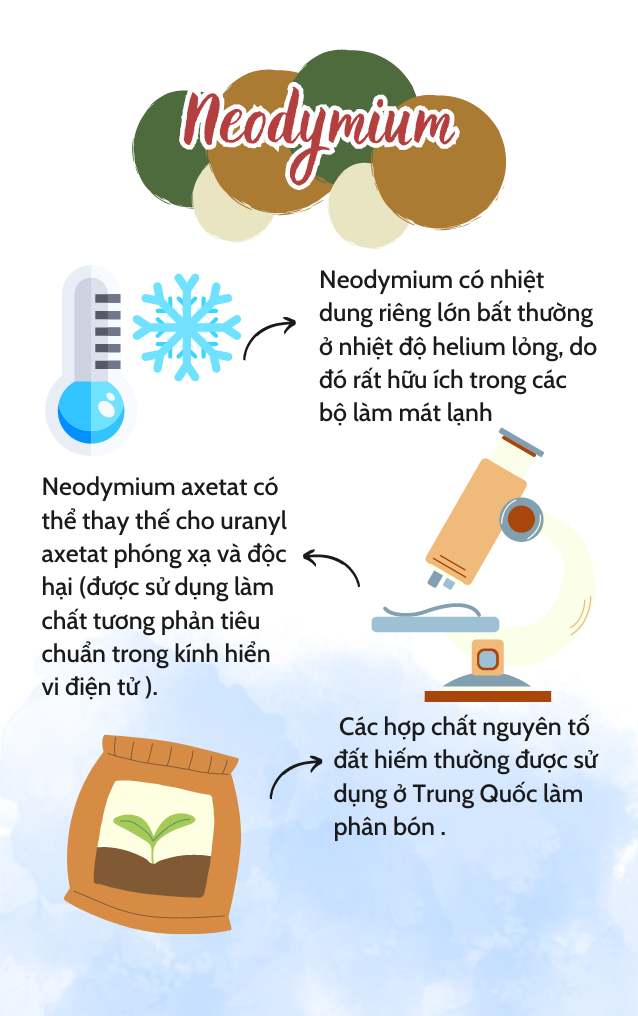 Neodymium
Neodymium có nhiệt
dung riêng lớn bất thường
ở nhiệt độ helium lỏng, do
đó rất hữu ích trong các
bộ làm mát lạnh
Neodymium axetat có
thể thay thế cho uranyl
axetat phóng xạ và độc
hại (được sử dụng làm
chất tương phản tiêu
chuẩn trong kính hiển
vi điện tử ).
Các hợp chất nguyên tố
đất hiếm thường được sử
dụng ở Trung Quốc làm
phân bón .